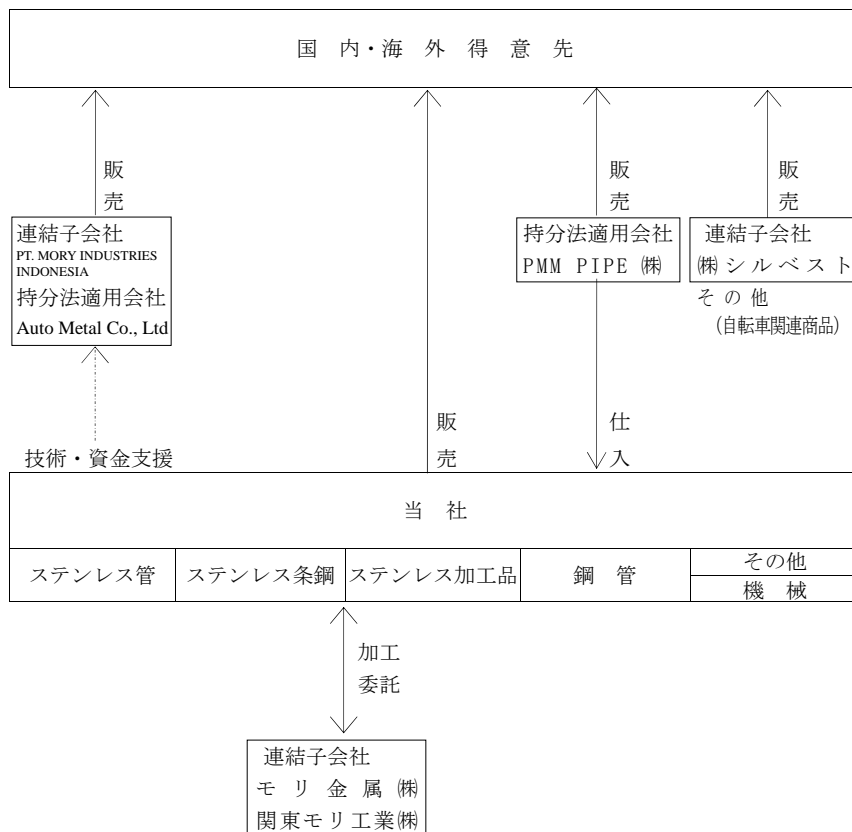 国内・海外得意先
販売
販売
販売
販売
連結子会社
PT. MORY INDUSTRIES
INDONESIA
持分法適用会社
Auto Metal Co., Ltd
持分法適用会社
PMM PIPE ㈱
連結子会社
㈱シルベスト
その他
(自転車関連商品)
仕入
技術・資金支援
当社
ステンレス管
ステンレス条鋼
ステンレス加工品
鋼管
その他
機械
加工
委託
連結子会社
モリ金属㈱
関東モリ工業㈱